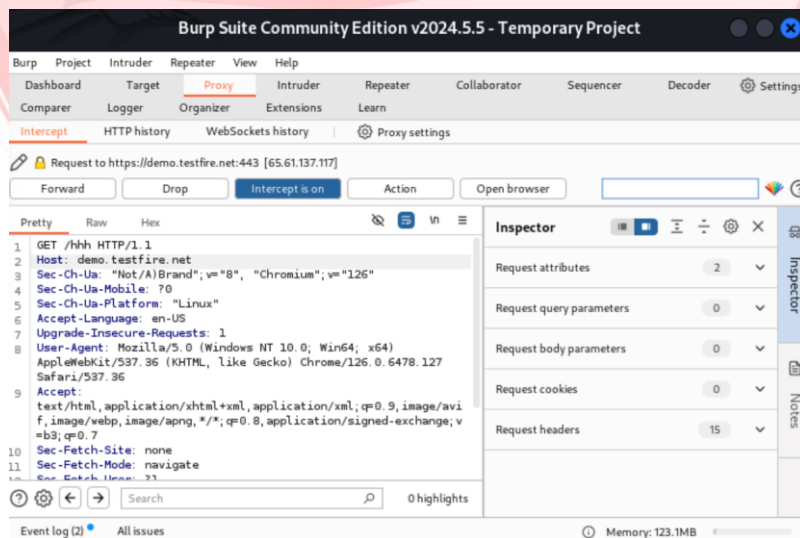 Burp Suite Community Edition v2024.5.5 - Temporary Project
Burp Project Intruder Repeater View Help
Dashboard Target Proxy Intruder Repeater Collaborator Sequencer Decoder Settings
Comparer Logger Organizer Extensions Learn
Intercept HTTP history WebSockets history Proxy settings
Request to https://demo.testfire.net:443 [65.61.137.117]
Forward Drop Intercept is on Action Open browser
Pretty Raw Hex \n
Inspector
1 GET /hhh HTTP/1.1
2 Host: demo.testfire.net
3 Sec-Ch-Ua: "Not/A)Brand";v="8", "Chromium";v="126"
4 Sec-Ch-Ua-Mobile: ?0
5 Sec-Ch-Ua-Platform: "Linux"
6 Accept-Language: en-US
7 Upgrade-Insecure-Requests: 1
8 User-Agent: Mozilla/5.0 (Windows NT 10.0; Win64; x64)
AppleWebKit/537.36 (KHTML, like Gecko) Chrome/126.0.6478.127
Safari/537.36
9 Accept:
text/html,application/xhtml+xml,application/xml;q=0.9,image/avi
f,image/webp,image/apng,*/*;q=0.8,application/signed-exchange;v
=b3;q=0.7
10 Sec-Fetch-Site: none
11 Sec-Fetch-Mode: navigate
Sec-Fetch-User: ?1
Request attributes 2
Request query parameters 0
Request body parameters 0
Request cookies 0
Request headers 15
Inspector
Notes
Search 0 highlights
Event log (2) All issues Memory: 123.1MB